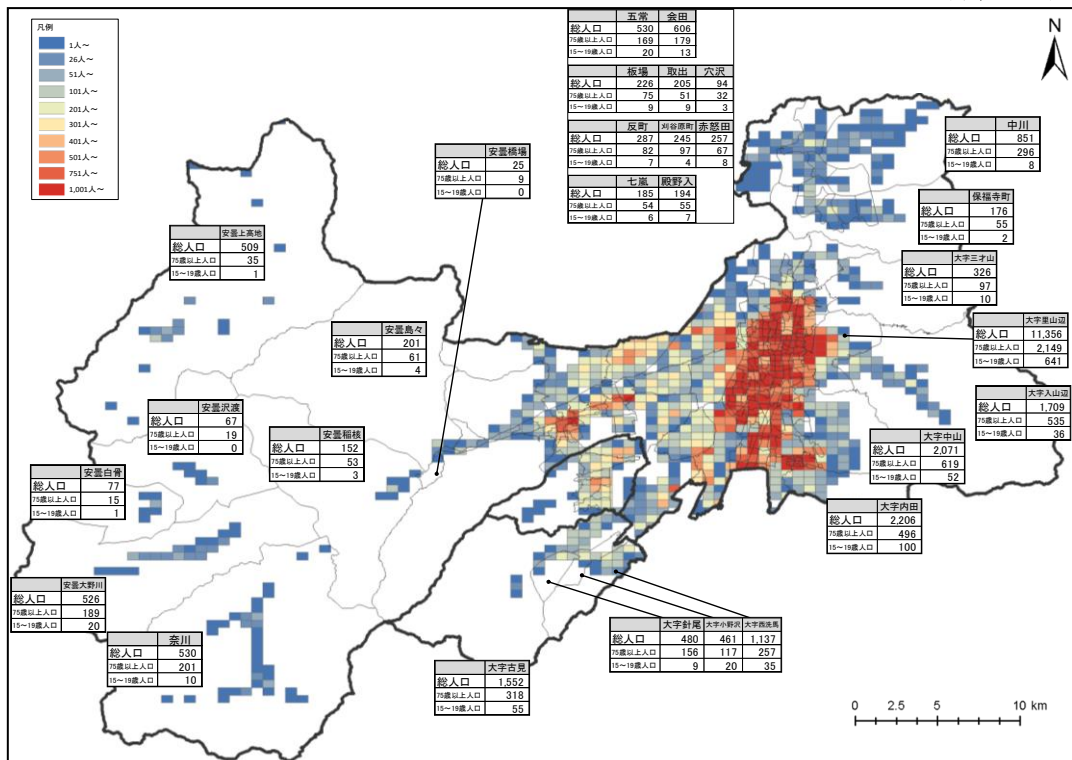 凡例
1人～
26人～
51人～
101人～
201人～
301人～
401人～
501人～
751人～
1,001人～
五常 会田
総人口 530 606
75歳以上人口 169 179
15～19歳人口 20 13
板場 取出 穴沢
総人口 226 205 94
75歳以上人口 75 51 32
15～19歳人口 9 9 3
反町 刈谷原町 赤怒田
総人口 287 245 257
75歳以上人口 82 97 67
15～19歳人口 7 4 8
七嵐 殿野入
総人口 185 194
75歳以上人口 54 55
15～19歳人口 6 7
N
中川
総人口 851
75歳以上人口 296
15～19歳人口 8
安曇橋場
総人口 25
75歳以上人口 9
15～19歳人口 0
保福寺町
総人口 176
75歳以上人口 55
15～19歳人口 2
安曇上高地
総人口 509
75歳以上人口 35
15～19歳人口 1
大字三才山
総人口 326
75歳以上人口 97
15～19歳人口 10
安曇島々
総人口 201
75歳以上人口 61
15～19歳人口 4
大字里山辺
総人口 11,356
75歳以上人口 2,149
15～19歳人口 641
大字入山辺
総人口 1,709
75歳以上人口 535
15～19歳人口 36
安曇沢渡
総人口 67
75歳以上人口 19
15～19歳人口 0
安曇稲核
総人口 152
75歳以上人口 53
15～19歳人口 3
大字中山
総人口 2,071
75歳以上人口 619
15～19歳人口 52
安曇白骨
総人口 77
75歳以上人口 15
15～19歳人口 1
大字内田
総人口 2,206
75歳以上人口 496
15～19歳人口 100
安曇大野川
総人口 526
75歳以上人口 189
15～19歳人口 20
奈川
総人口 530
75歳以上人口 201
15～19歳人口 10
大字針尾 大字小野沢 大字西洗馬
総人口 480 461 1,137
75歳以上人口 156 117 257
15～19歳人口 9 20 35
大字古見
総人口 1,552
75歳以上人口 318
15～19歳人口 55
0 2.5 5 10 km